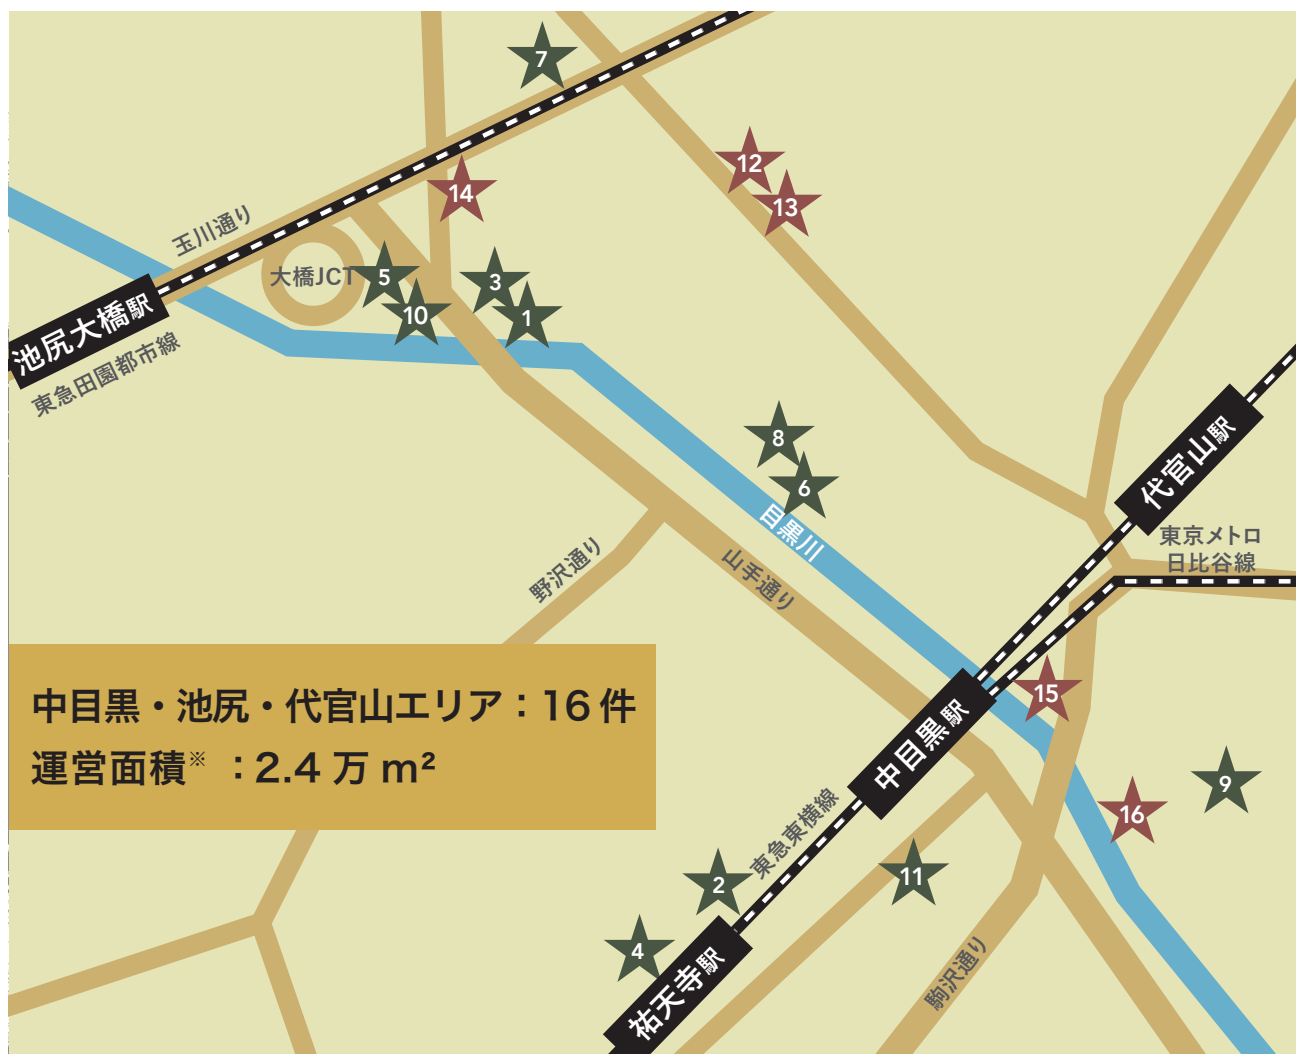 7
12
13
14
玉川通り
大橋JCT
5
3
10
1
池尻大橋駅
東急田園都市線
8
6
目黒川
代官山駅
東京メトロ
日比谷線
野沢通り
山手通り
中目黒・池尻・代官山エリア：16 件
運営面積※ ：2.4 万 m²
15
中目黒駅
9
16
東急東横線
11
2
4
祐天寺駅
駒沢通り